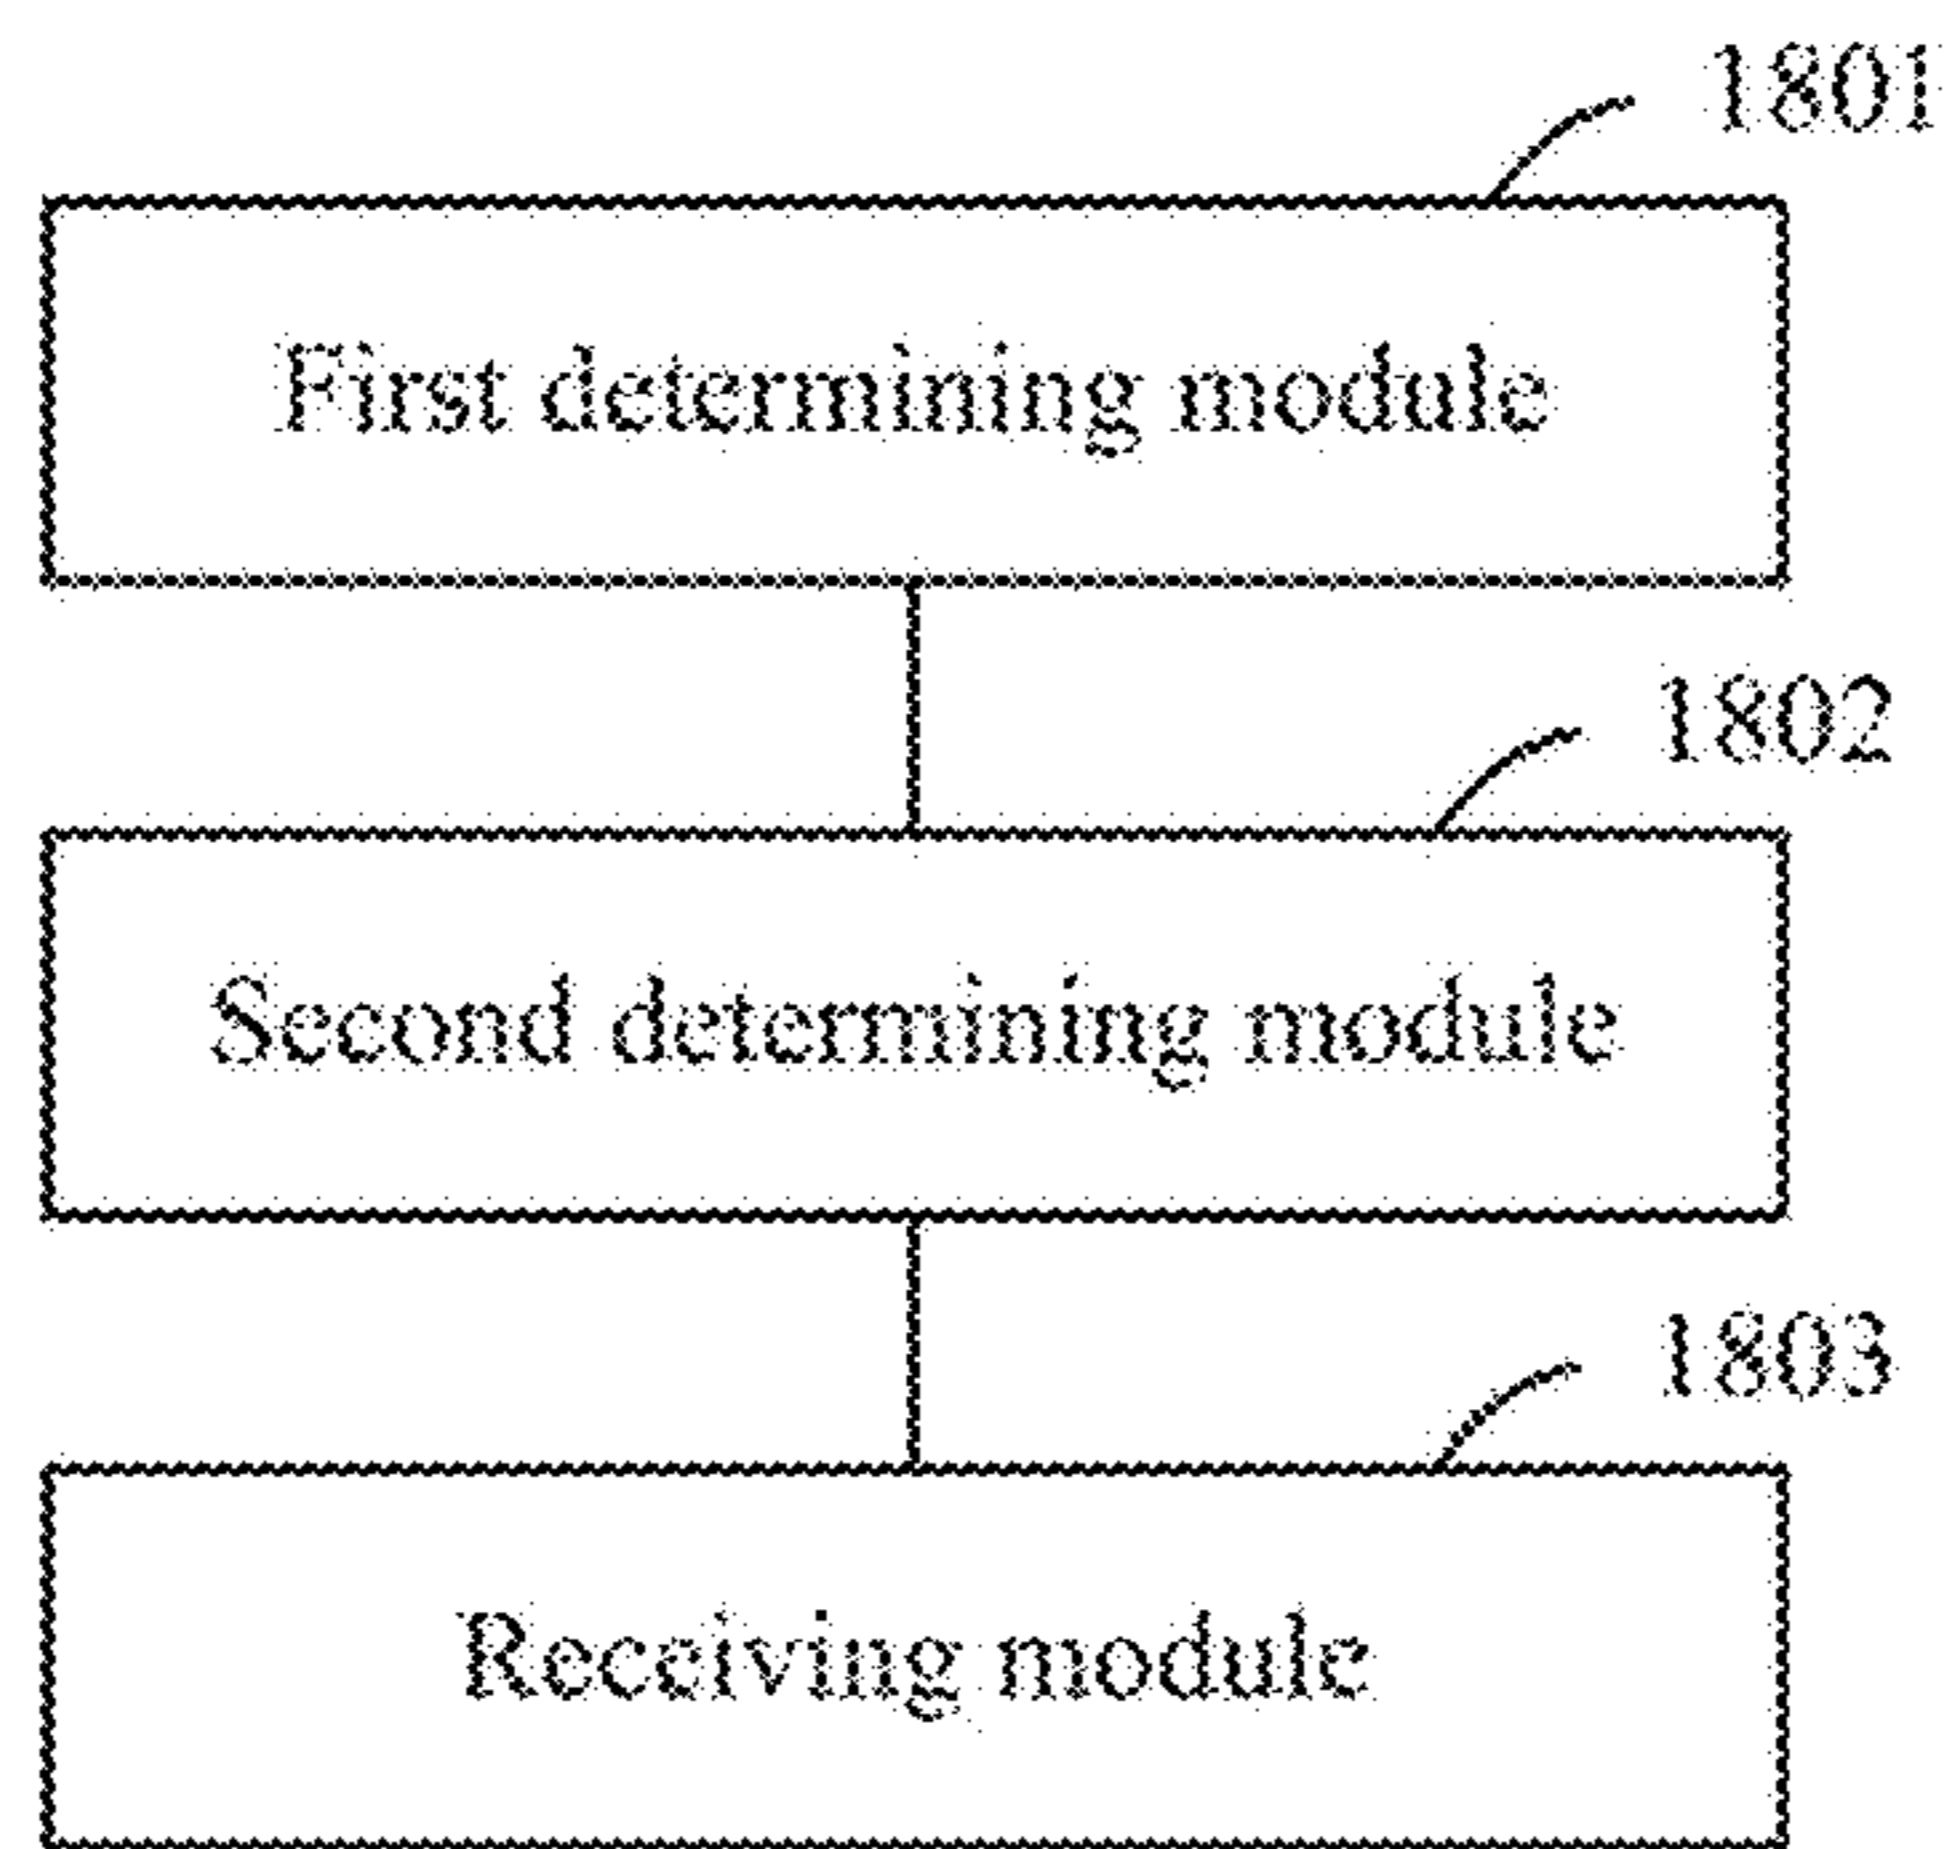 1801
First determining module
1802
Second determining module
1803
Receiving module